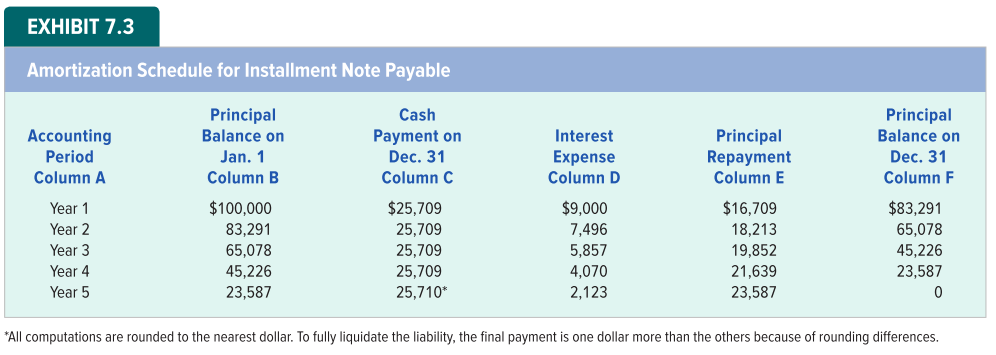 EXHIBIT 7.3
Amortization Schedule for Installment Note Payable
Principal Cash Principal
Accounting Balance on Payment on Interest Principal Balance on
Period Jan. 1 Dec. 31 Expense Repayment Dec. 31
Column A Column B Column C Column D Column E Column F
Year 1 $100,000 $25,709 $9,000 $16,709 $83,291
Year 2 83,291 25,709 7,496 18,213 65,078
Year 3 65,078 25,709 5,857 19,852 45,226
Year 4 45,226 25,709 4,070 21,639 23,587
Year 5 23,587 25,710* 2,123 23,587 0
*All computations are rounded to the nearest dollar. To fully liquidate the liability, the final payment is one dollar more than the others because of rounding differences.